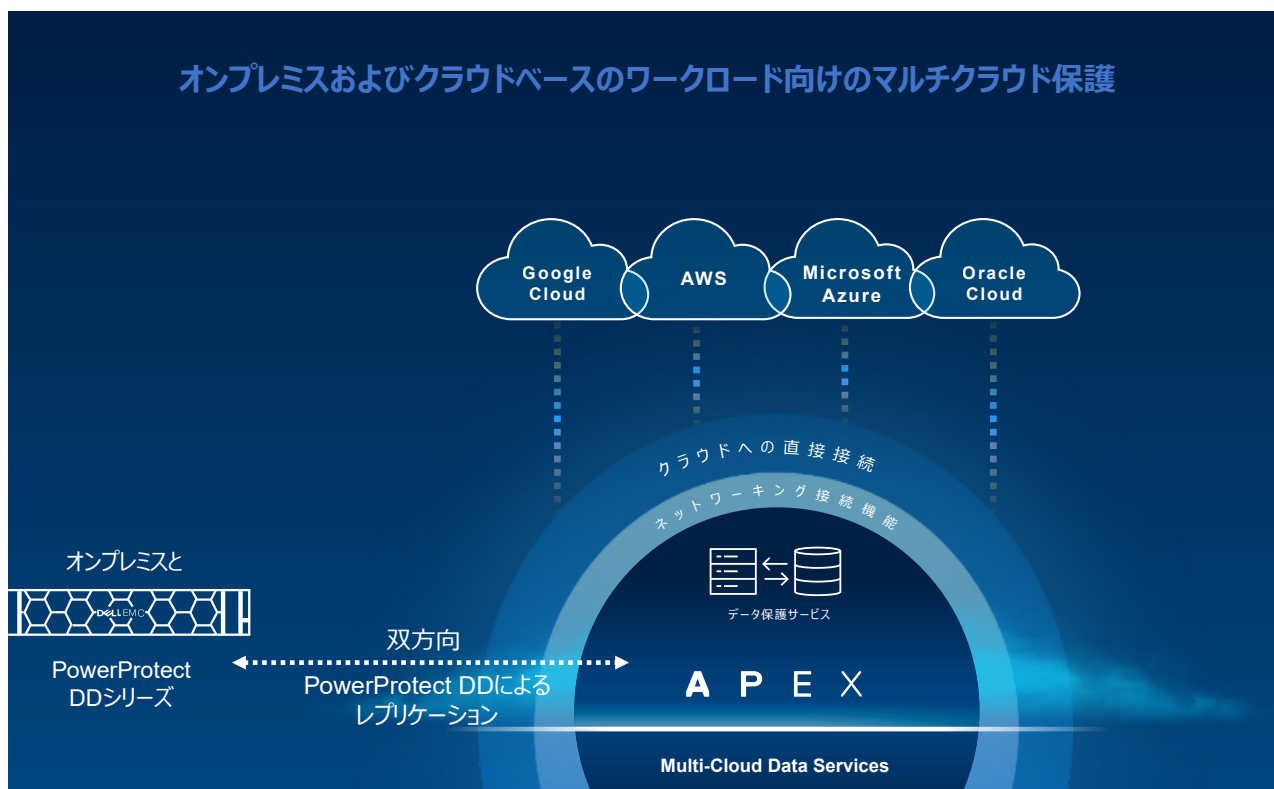 オンプレミスおよびクラウドベースのワークロード向けのマルチクラウド保護
Google
Cloud
AWS
Microsoft
Azure
Oracle
Cloud
クラウドへの直接接続
ネットワーキング接続機能
データ保護サービス
オンプレミスと
DELLEMC
PowerProtect
DDシリーズ
双方向
PowerProtect DDによる
レプリケーション
APEX
Multi-Cloud Data Services